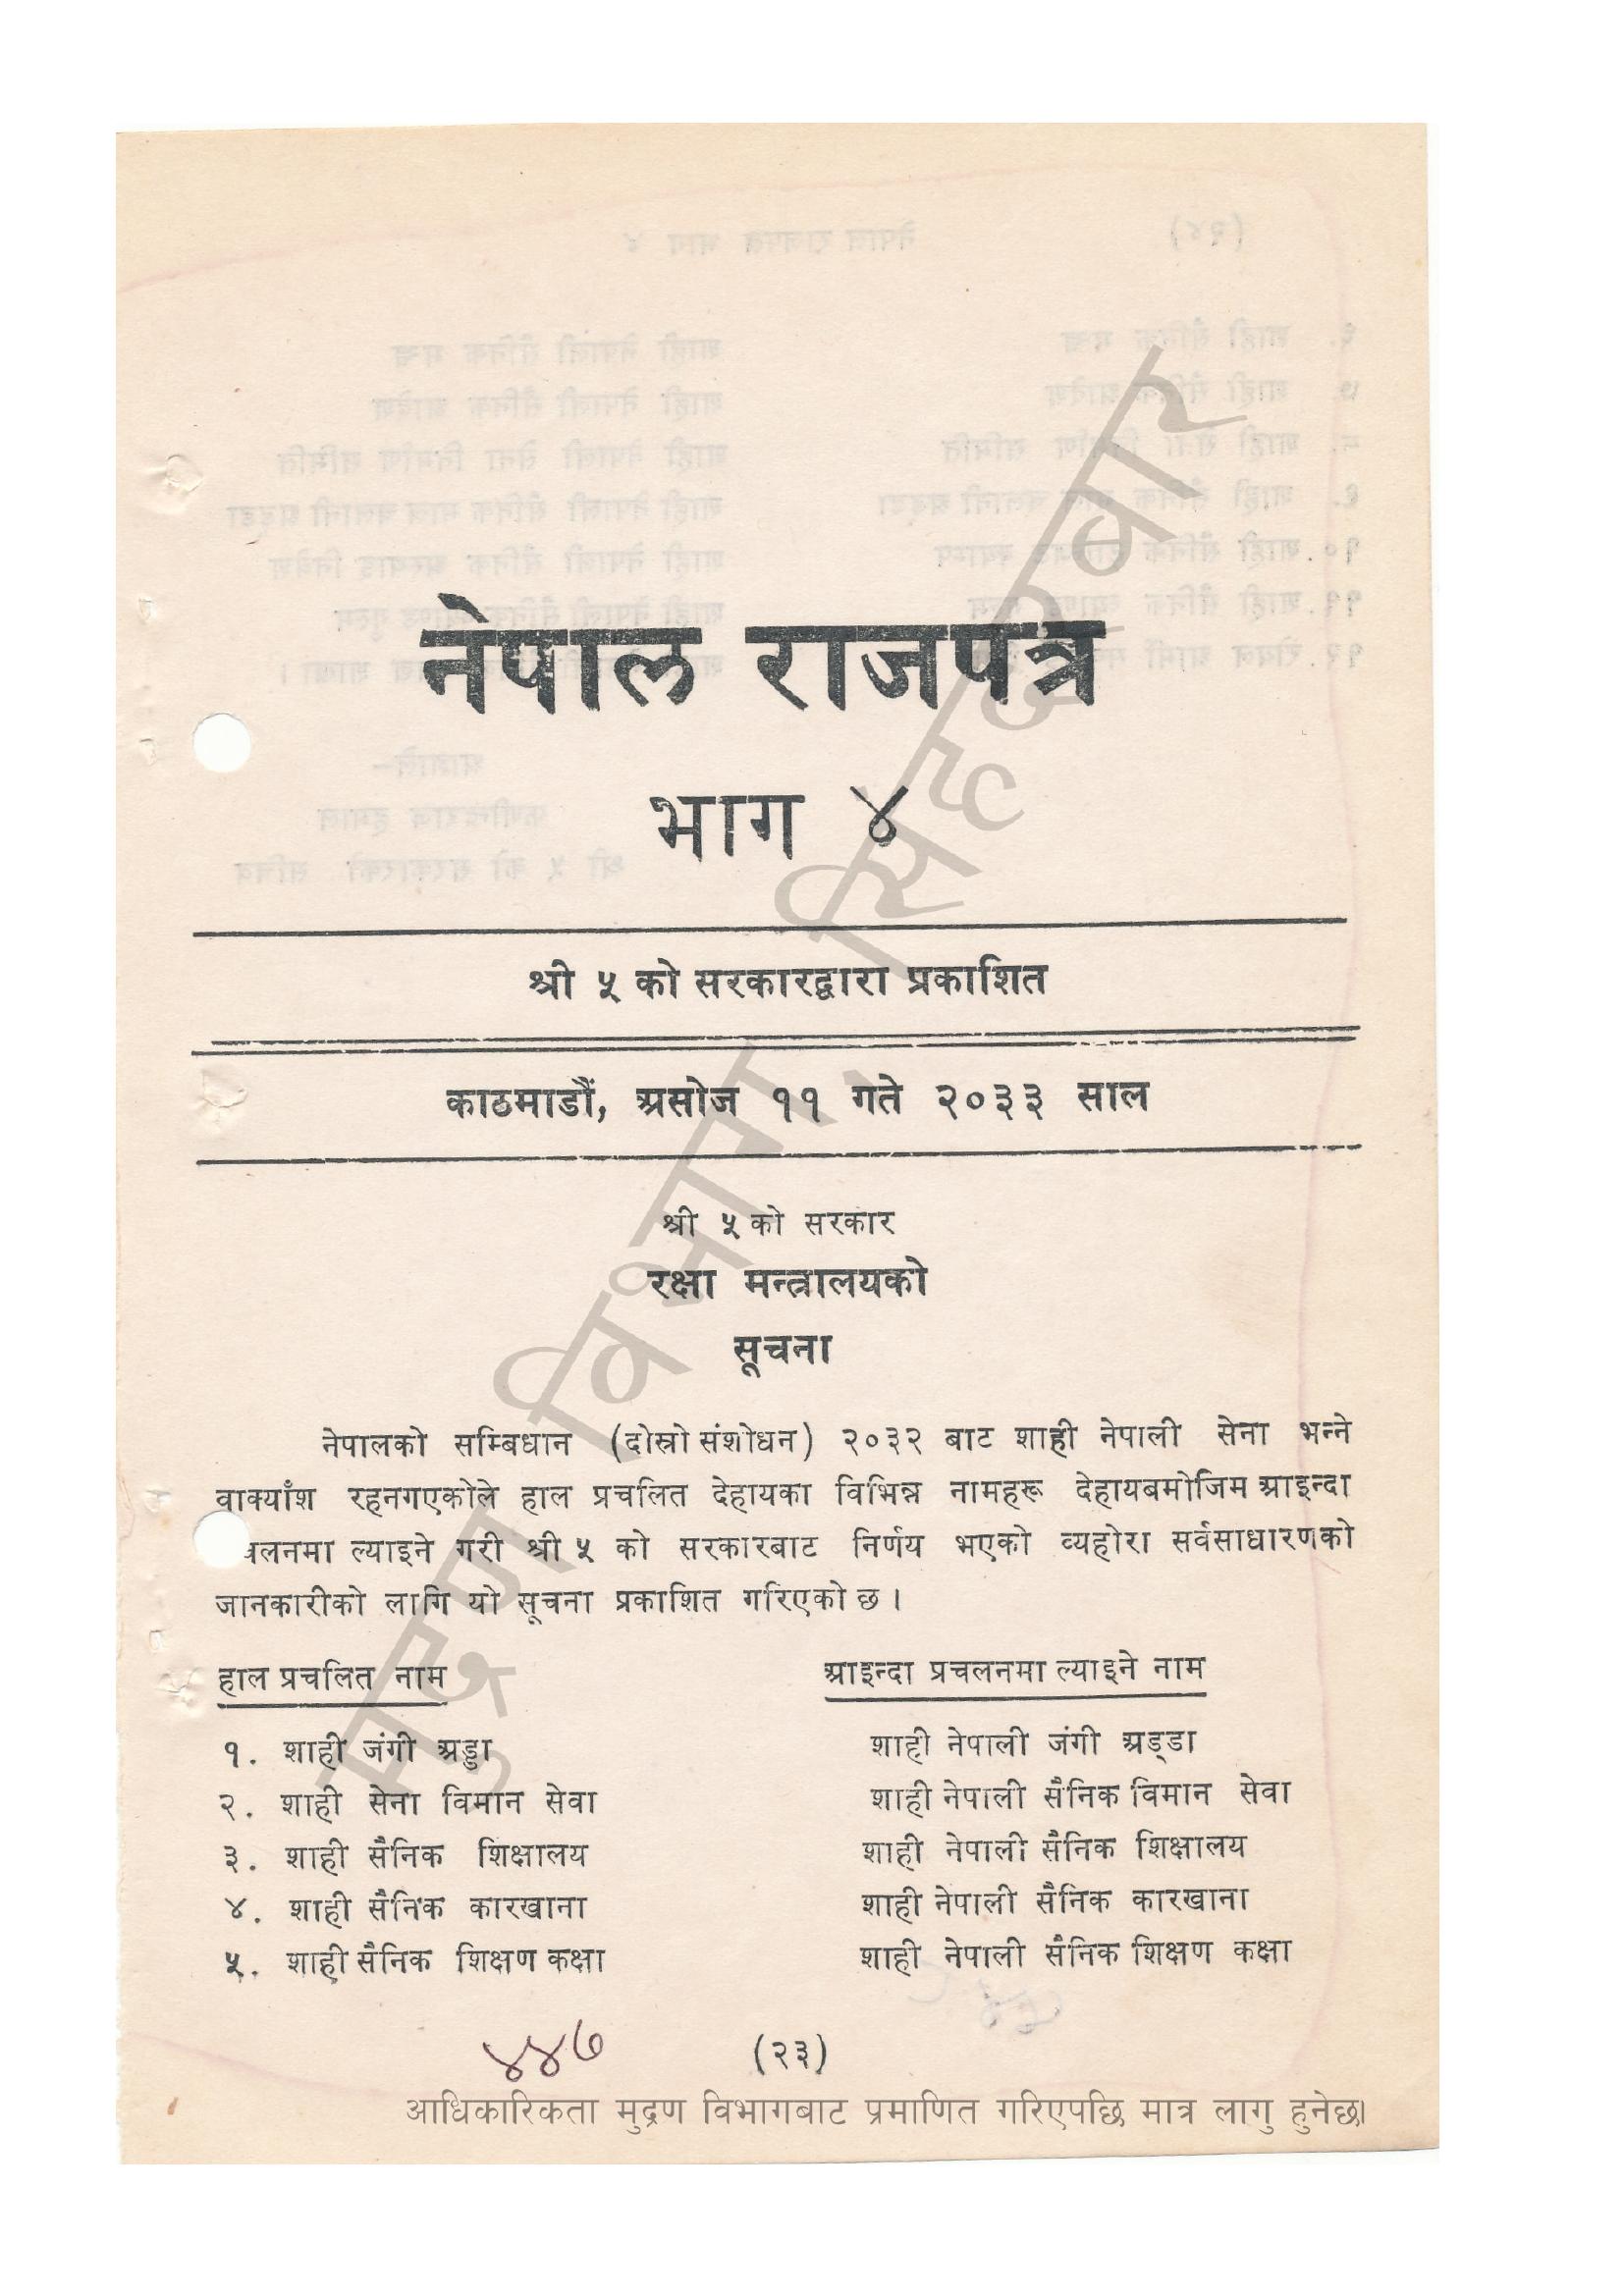 नेपाल राजपत्र
भाग ४
श्री ५ को सरकारद्वारा प्रकाशित
काठमाडौं, असोज ११ गते २०३३ साल
श्री ५ को सरकार
रक्षा मन्त्रालयको
सूचना
नेपालको सम्बिधान (दोस्रो संशोधन) २०३२ बाट शाही नेपाली सेना भन्ने
वाक्याँश रहनगएकोले हाल प्रचलित देहायका विभिन्न नामहरू देहायबमोजिम आइन्दा
चलनमा ल्याइने गरी श्री ५ को सरकारबाट निर्णय भएको व्यहोरा सर्वसाधारणको
जानकारीको लागि यो सूचना प्रकाशित गरिएको छ ।
हाल प्रचलित नाम आइन्दा प्रचलनमा ल्याइने नाम
१. शाही जंगी अड्डा शाही नेपाली जंगी अड्डा
२. शाही सेना विमान सेवा शाही नेपाली सैनिक विमान सेवा
३. शाही सैनिक शिक्षालय शाही नेपाली सैनिक शिक्षालय
४. शाही सैनिक कारखाना शाही नेपाली सैनिक कारखाना
५. शाही सैनिक शिक्षण कक्षा शाही नेपाली सैनिक शिक्षण कक्षा
४४७ (२३)
आधिकारिकता मुद्रण विभागबाट प्रमाणित गरिएपछि मात्र लागु हुनेछ।
मुद्रण विभाग, सिंहदरबार